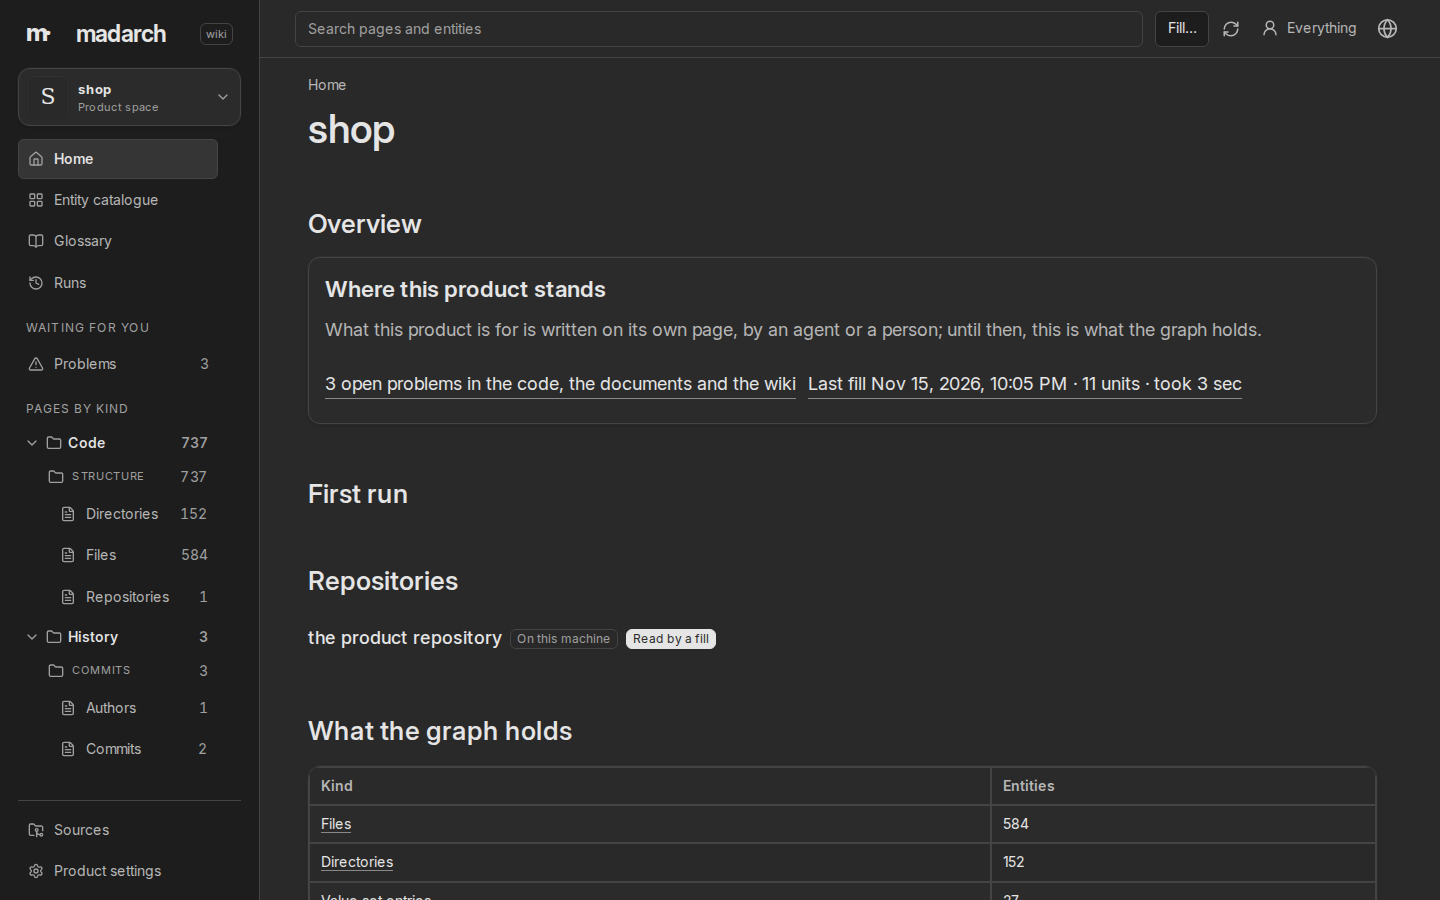 madarch
wiki
S
shop
Product space
Home
Entity catalogue
Glossary
Runs
WAITING FOR YOU
Problems 3
PAGES BY KIND
Code 737
STRUCTURE 737
Directories 152
Files 584
Repositories 1
History 3
COMMITS 3
Authors 1
Commits 2
Sources
Product settings
Search pages and entities
Fill...
Everything
Home
shop
Overview
Where this product stands
What this product is for is written on its own page, by an agent or a person; until then, this is what the graph holds.
3 open problems in the code, the documents and the wiki Last fill Nov 15, 2026, 10:05 PM · 11 units · took 3 sec
First run
Repositories
the product repository On this machine Read by a fill
What the graph holds
Kind Entities
Files 584
Directories 152
Value set entries 27